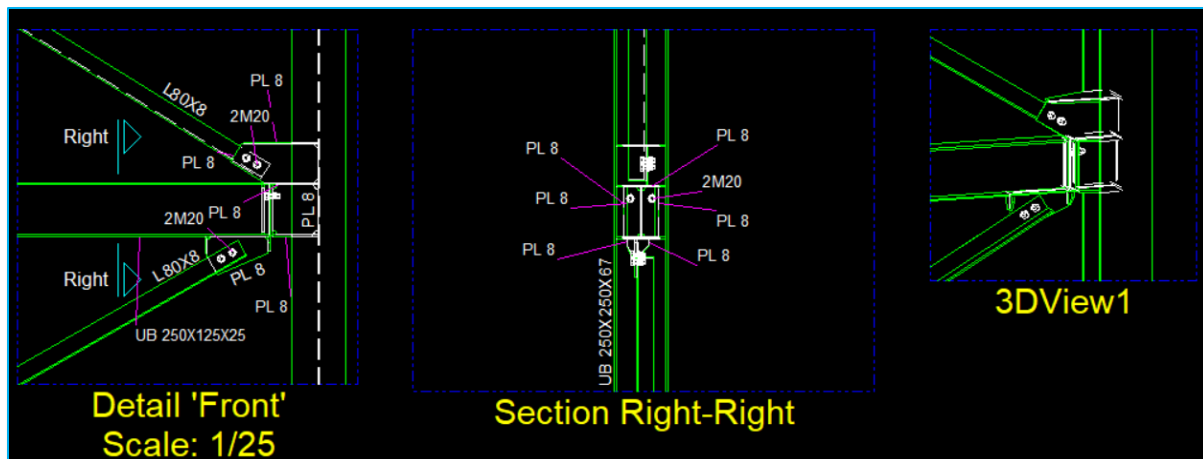 L80X8
PL 8
2M20
Right
PL 8
PL 8
PL 8
2M20
Right
L80X8
PL 8
PL 8
UB 250X125X25
Detail 'Front'
Scale: 1/25
PL 8
PL 8
PL 8
2M20
PL 8
PL 8
PL 8
UB 250X250X67
Section Right-Right
3DView1